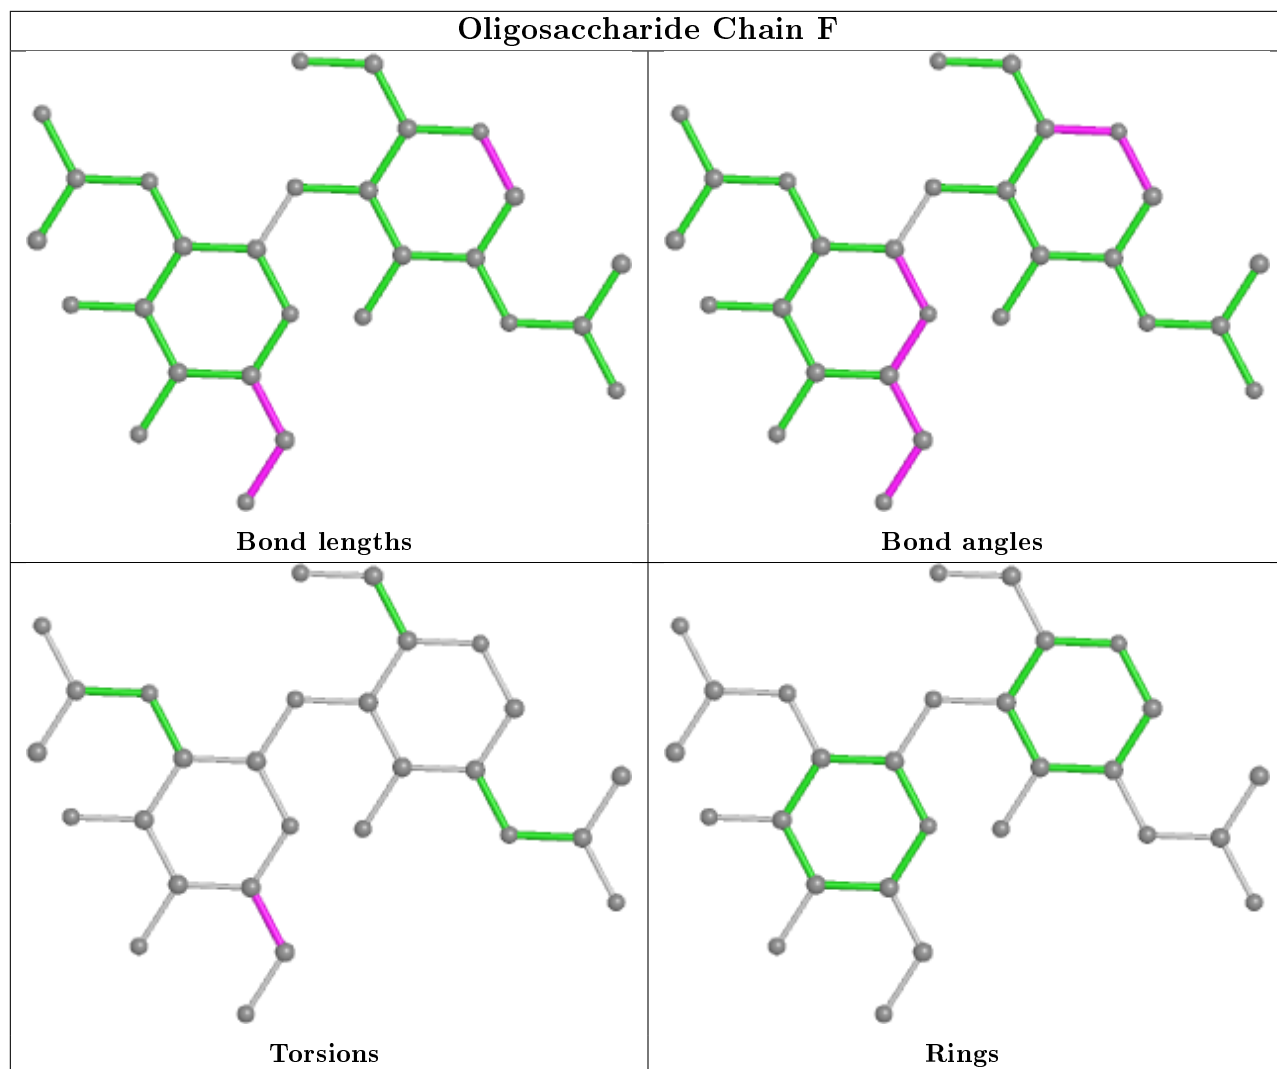 Oligosaccharide Chain F
Bond lengths
Bond angles
Torsions
Rings